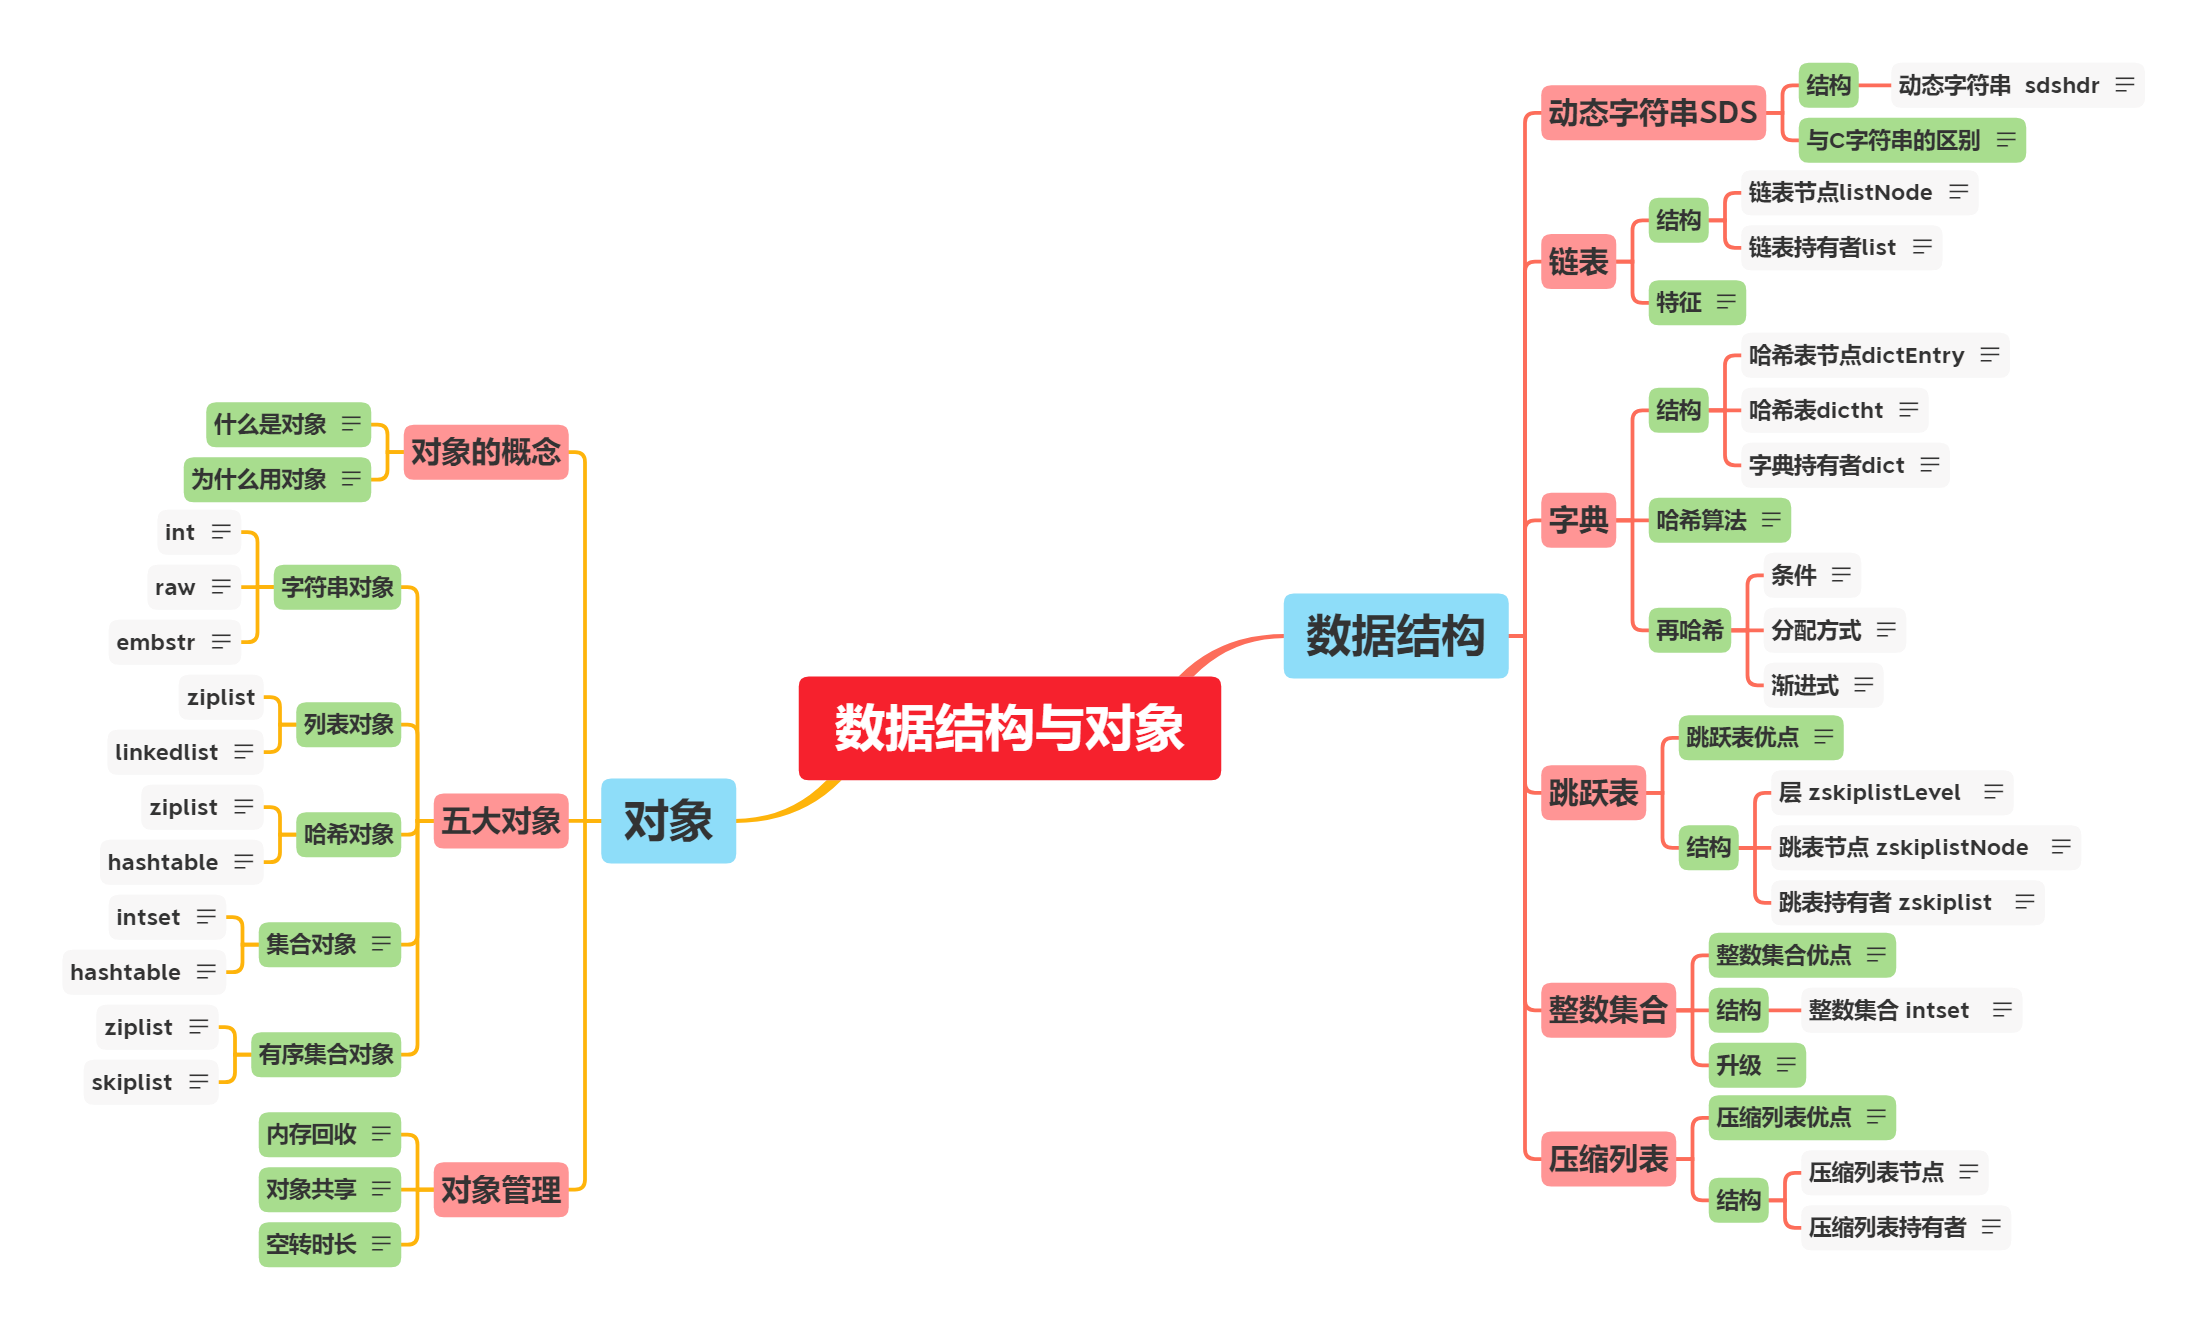 数据结构与对象
数据结构
动态字符串SDS
结构
动态字符串 sdshdr
与C字符串的区别
链表
结构
链表节点listNode
链表持有者list
特征
字典
结构
哈希表节点dictEntry
哈希表dictht
字典持有者dict
哈希算法
再哈希
条件
分配方式
渐进式
跳跃表
跳跃表优点
结构
层 zskiplistLevel
跳表节点 zskiplistNode
跳表持有者 zskiplist
整数集合
整数集合优点
结构
整数集合 intset
升级
压缩列表
压缩列表优点
结构
压缩列表节点
压缩列表持有者
对象
对象的概念
什么是对象
为什么用对象
五大对象
字符串对象
int
raw
embstr
列表对象
ziplist
linkedlist
哈希对象
ziplist
hashtable
集合对象
intset
hashtable
有序集合对象
ziplist
skiplist
对象管理
内存回收
对象共享
空转时长